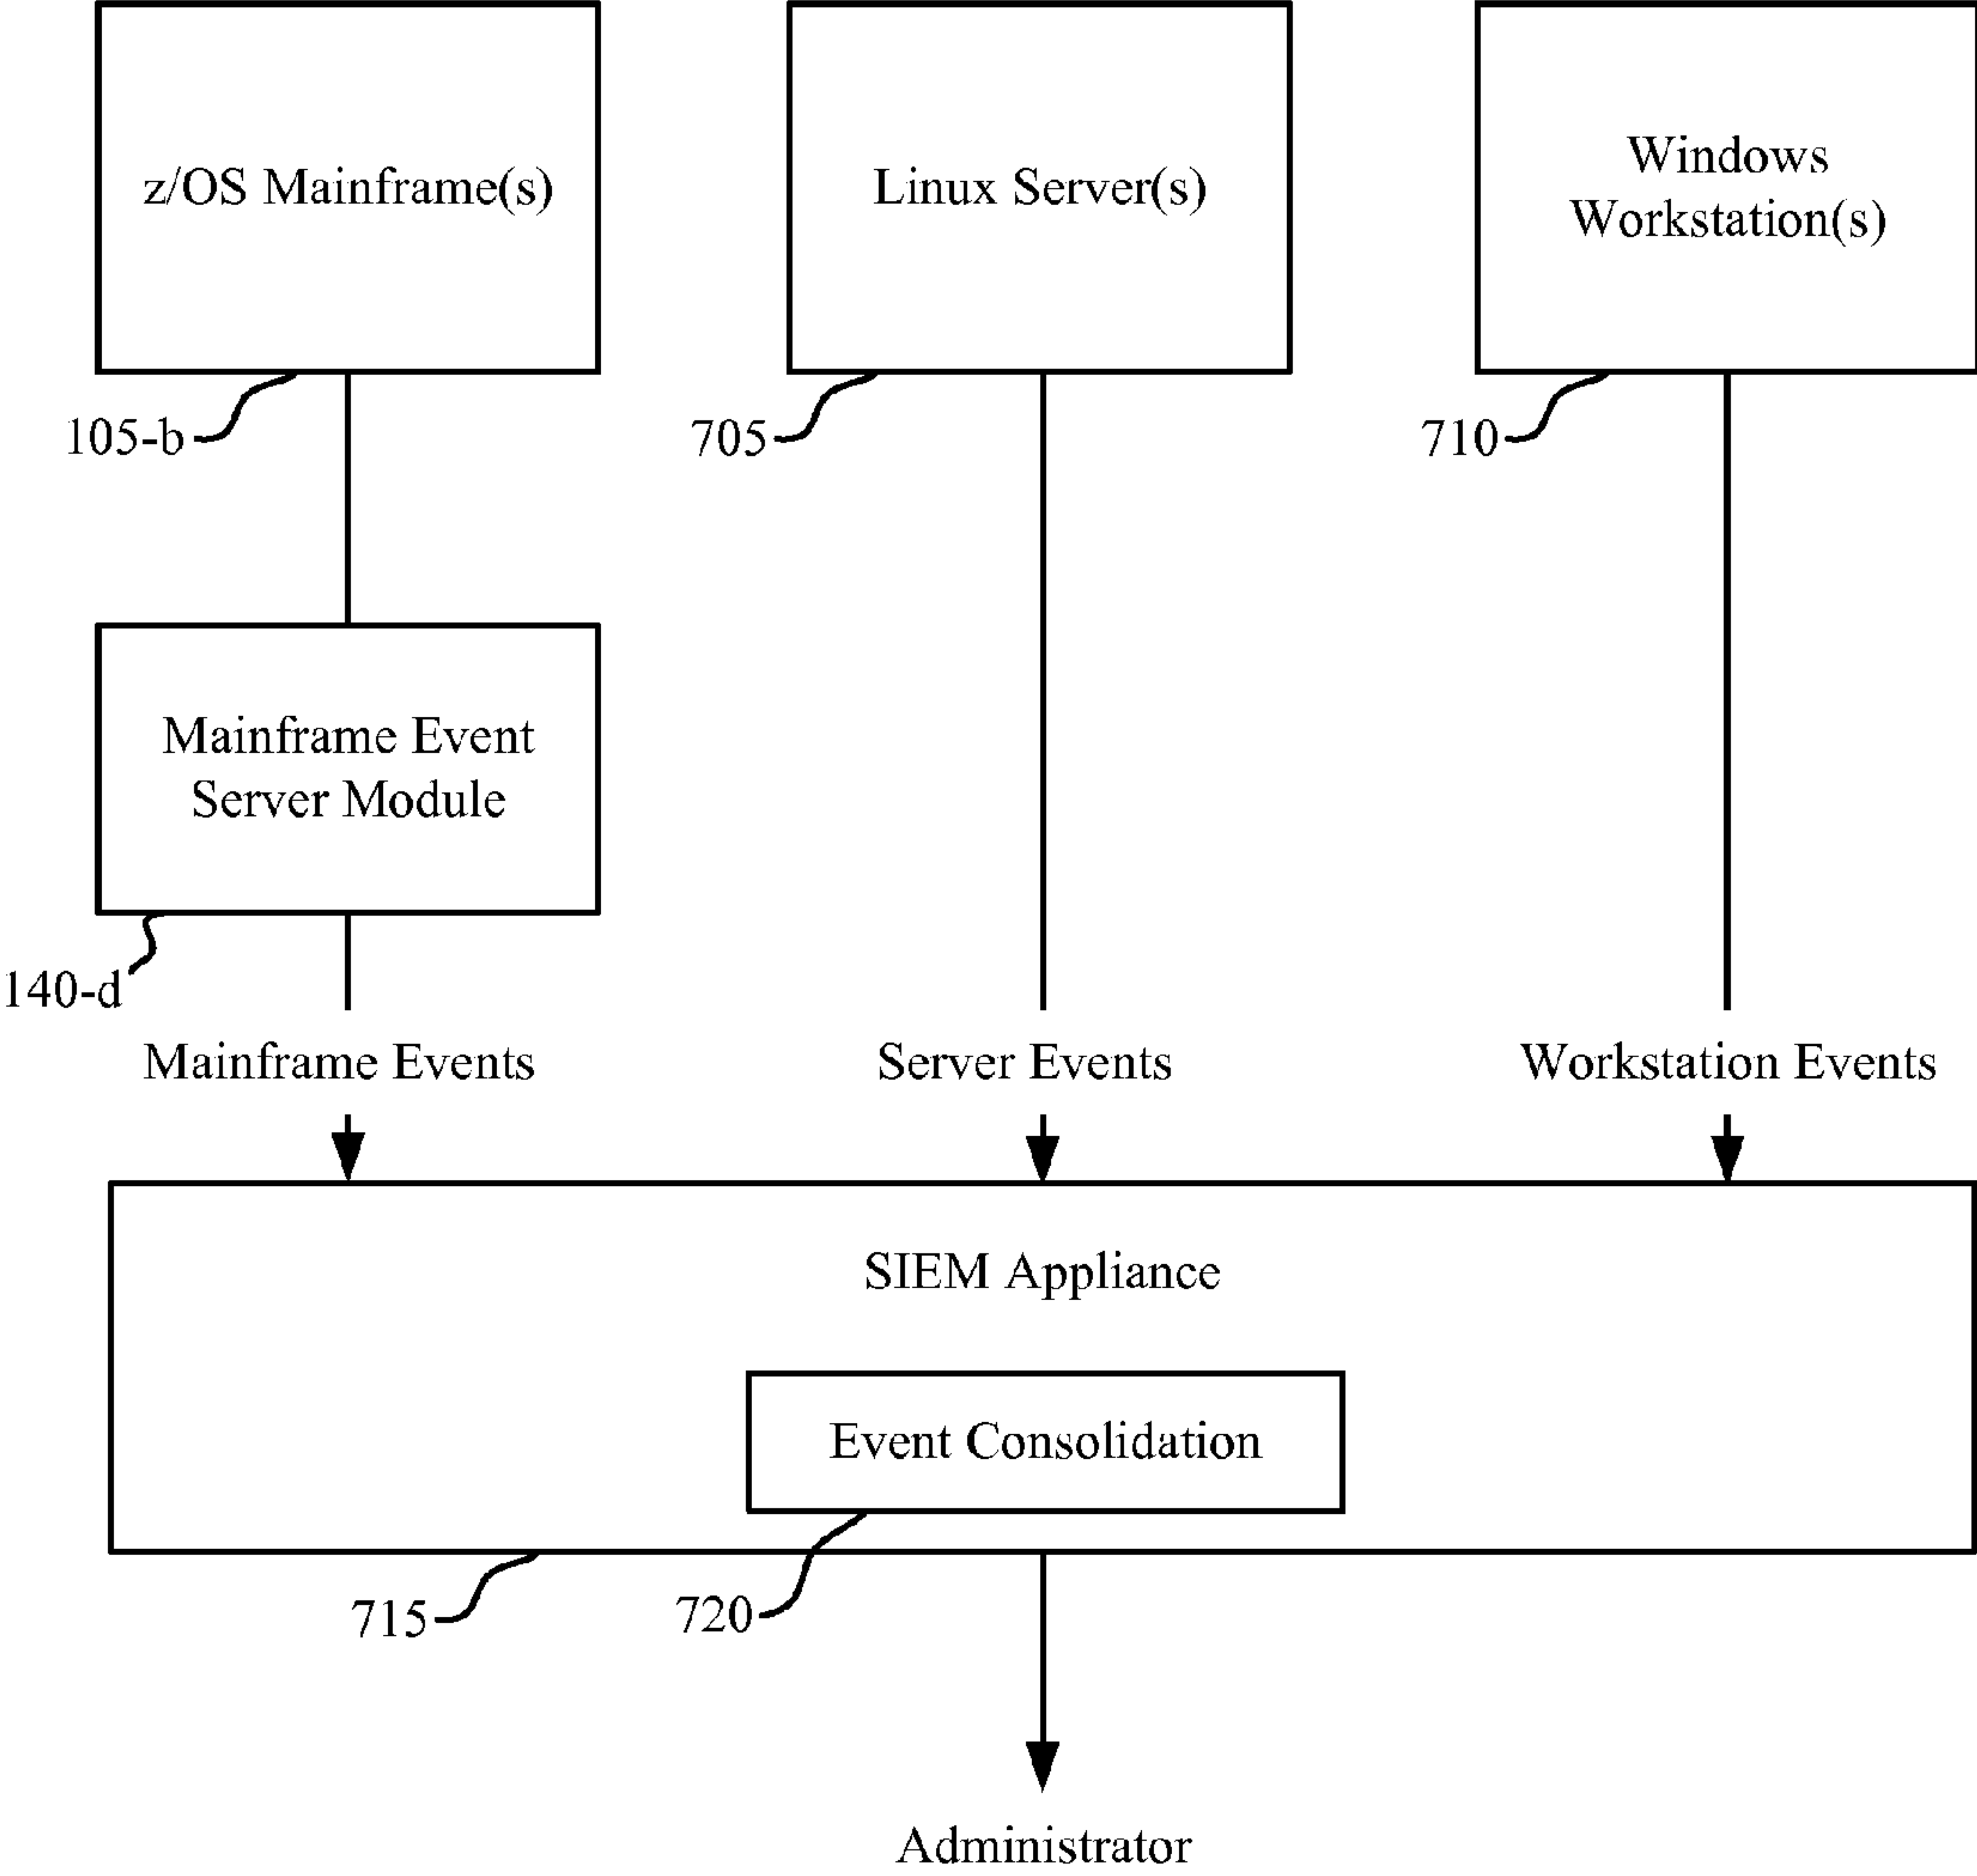 z/OS Mainframe(s)
Linux Server(s)
Windows
Workstation(s)
105-b
705
710
Mainframe Event
Server Module
140-d
Mainframe Events
Server Events
Workstation Events
SIEM Appliance
Event Consolidation
715
720
Administrator